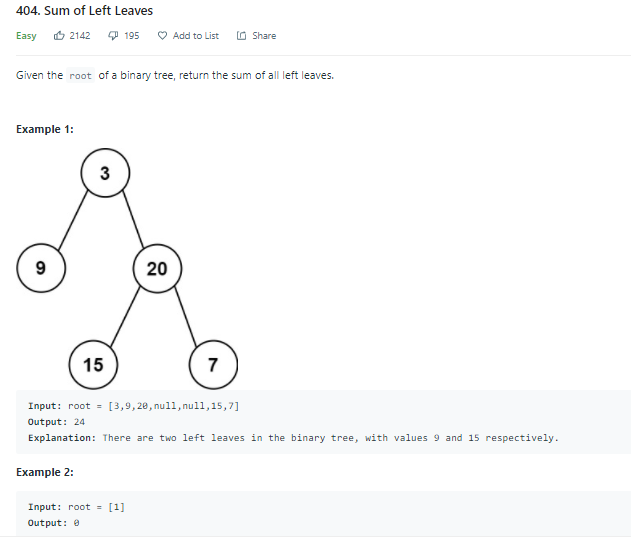 404. Sum of Left Leaves
Easy 2142 195 Add to List Share
Given the root of a binary tree, return the sum of all left leaves.
Example 1:
3
9 20
15 7
Input: root = [3,9,20,null,null,15,7]
Output: 24
Explanation: There are two left leaves in the binary tree, with values 9 and 15 respectively.
Example 2:
Input: root = [1]
Output: 0